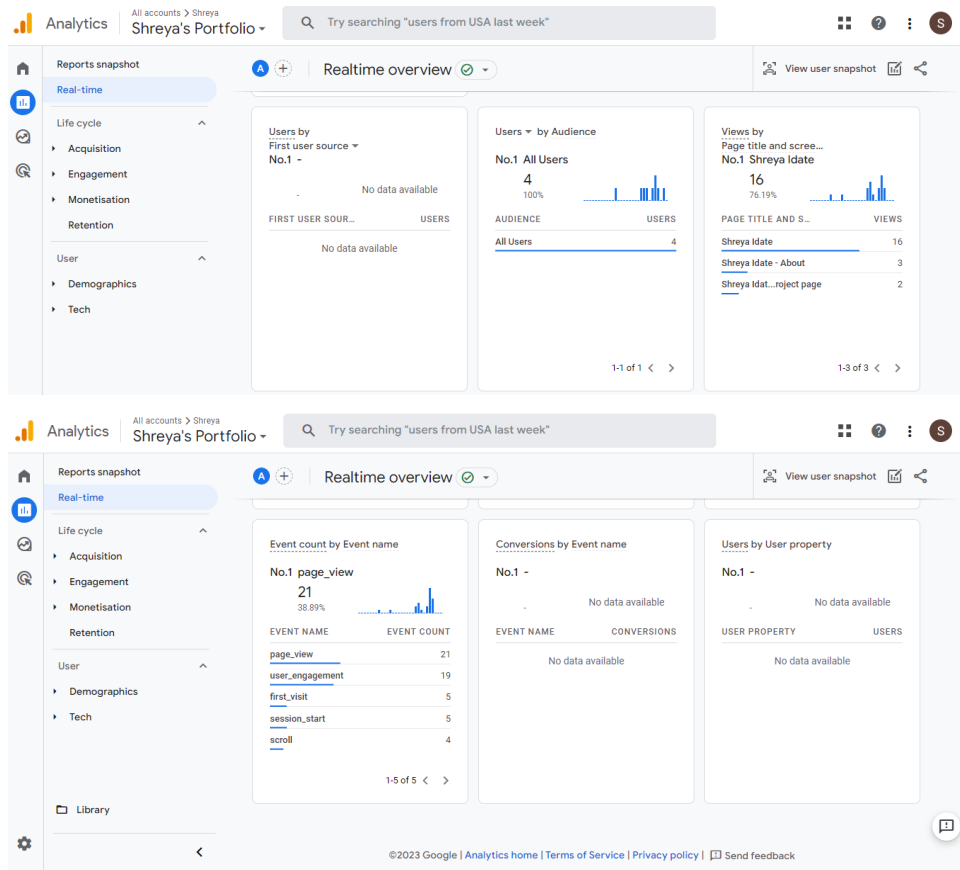 Analytics
All accounts > Shreya
Shreya's Portfolio
Try searching "users from USA last week"
S
Reports snapshot
Real-time
Life cycle
Acquisition
Engagement
Monetisation
Retention
User
Demographics
Tech
A
Realtime overview
View user snapshot
Users by
First user source
No.1 -
-
No data available
FIRST USER SOUR... USERS
No data available
Users by Audience
No.1 All Users
4
100%
AUDIENCE USERS
All Users 4
1-1 of 1
Views by
Page title and scree...
No.1 Shreya Idate
16
76.19%
PAGE TITLE AND S... VIEWS
Shreya Idate 16
Shreya Idate - About 3
Shreya Idat...roject page 2
1-3 of 3
Analytics
All accounts > Shreya
Shreya's Portfolio
Try searching "users from USA last week"
S
Reports snapshot
Real-time
Life cycle
Acquisition
Engagement
Monetisation
Retention
User
Demographics
Tech
Library
A
Realtime overview
View user snapshot
Event count by Event name
No.1 page_view
21
38.89%
EVENT NAME EVENT COUNT
page_view 21
user_engagement 19
first_visit 5
session_start 5
scroll 4
1-5 of 5
Conversions by Event name
No.1 -
-
No data available
EVENT NAME CONVERSIONS
No data available
Users by User property
No.1 -
-
No data available
USER PROPERTY USERS
No data available
©2023 Google | Analytics home | Terms of Service | Privacy policy | Send feedback